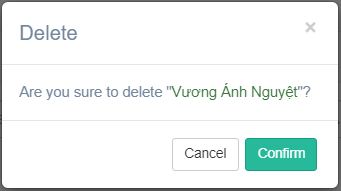 Delete
×
Are you sure to delete "Vương Ánh Nguyệt"?
Cancel
Confirm